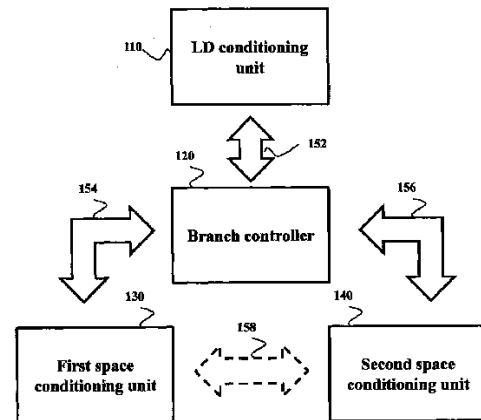 110
LD conditioning
unit
152
120
154
156
Branch controller
130
158
140
First space
conditioning unit
Second space
conditioning unit